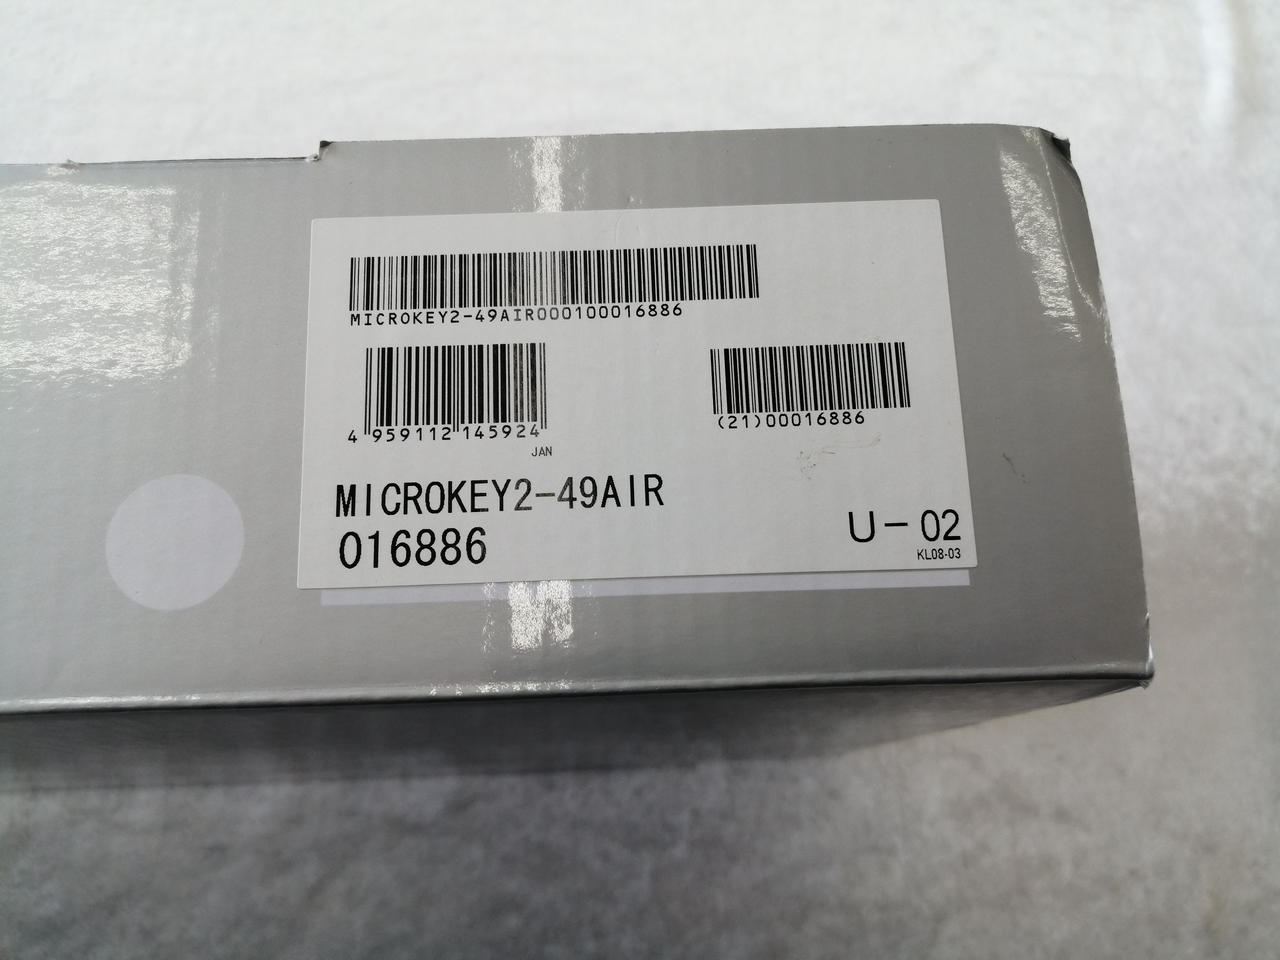 MICROKEY2-49AIR000100016886
4 959112 145924
JAN
(21)00016886
MICROKEY2-49AIR
016886
U-02
KL08-03